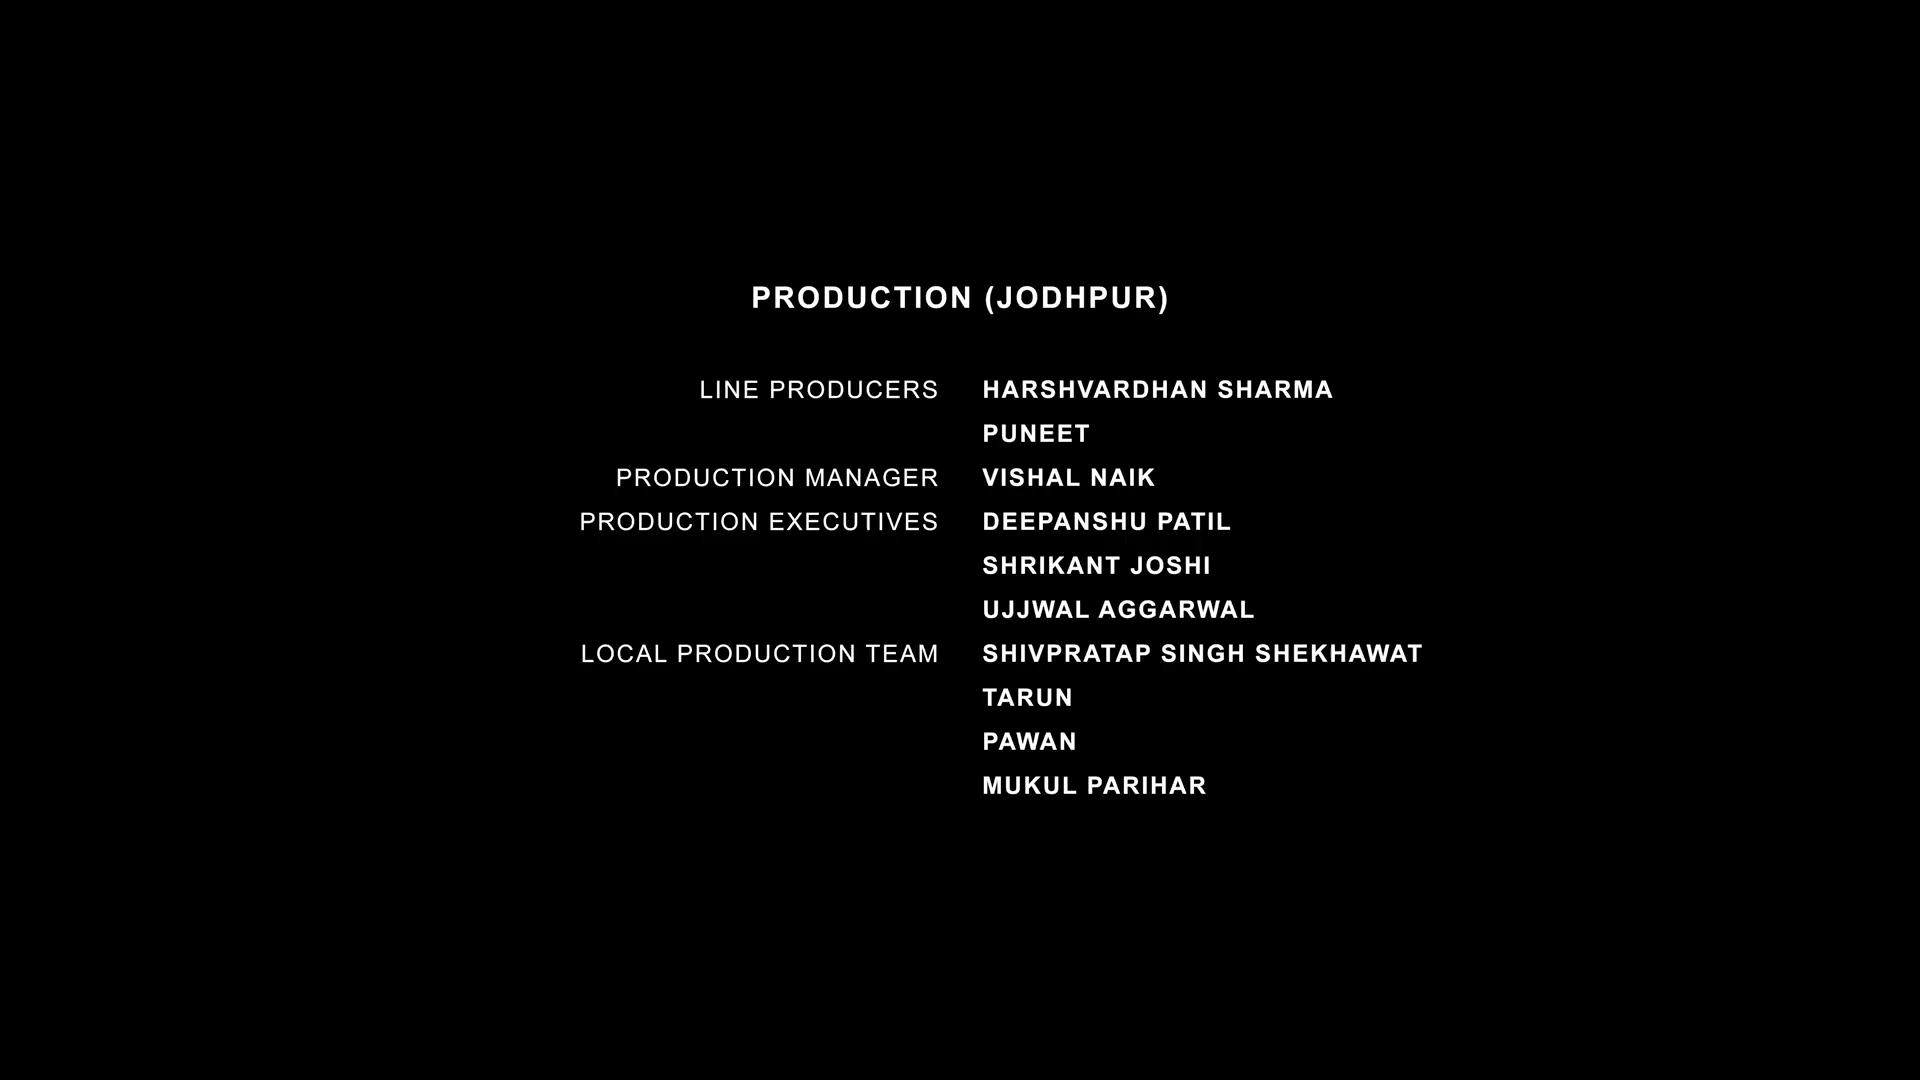 PRODUCTION (JODHPUR)
LINE PRODUCERS HARSHVARDHAN SHARMA
PUNEET
PRODUCTION MANAGER VISHAL NAIK
PRODUCTION EXECUTIVES DEEPANSHU PATIL
SHRIKANT JOSHI
UJJWAL AGGARWAL
LOCAL PRODUCTION TEAM SHIVPRATAP SINGH SHEKHAWAT
TARUN
PAWAN
MUKUL PARIHAR